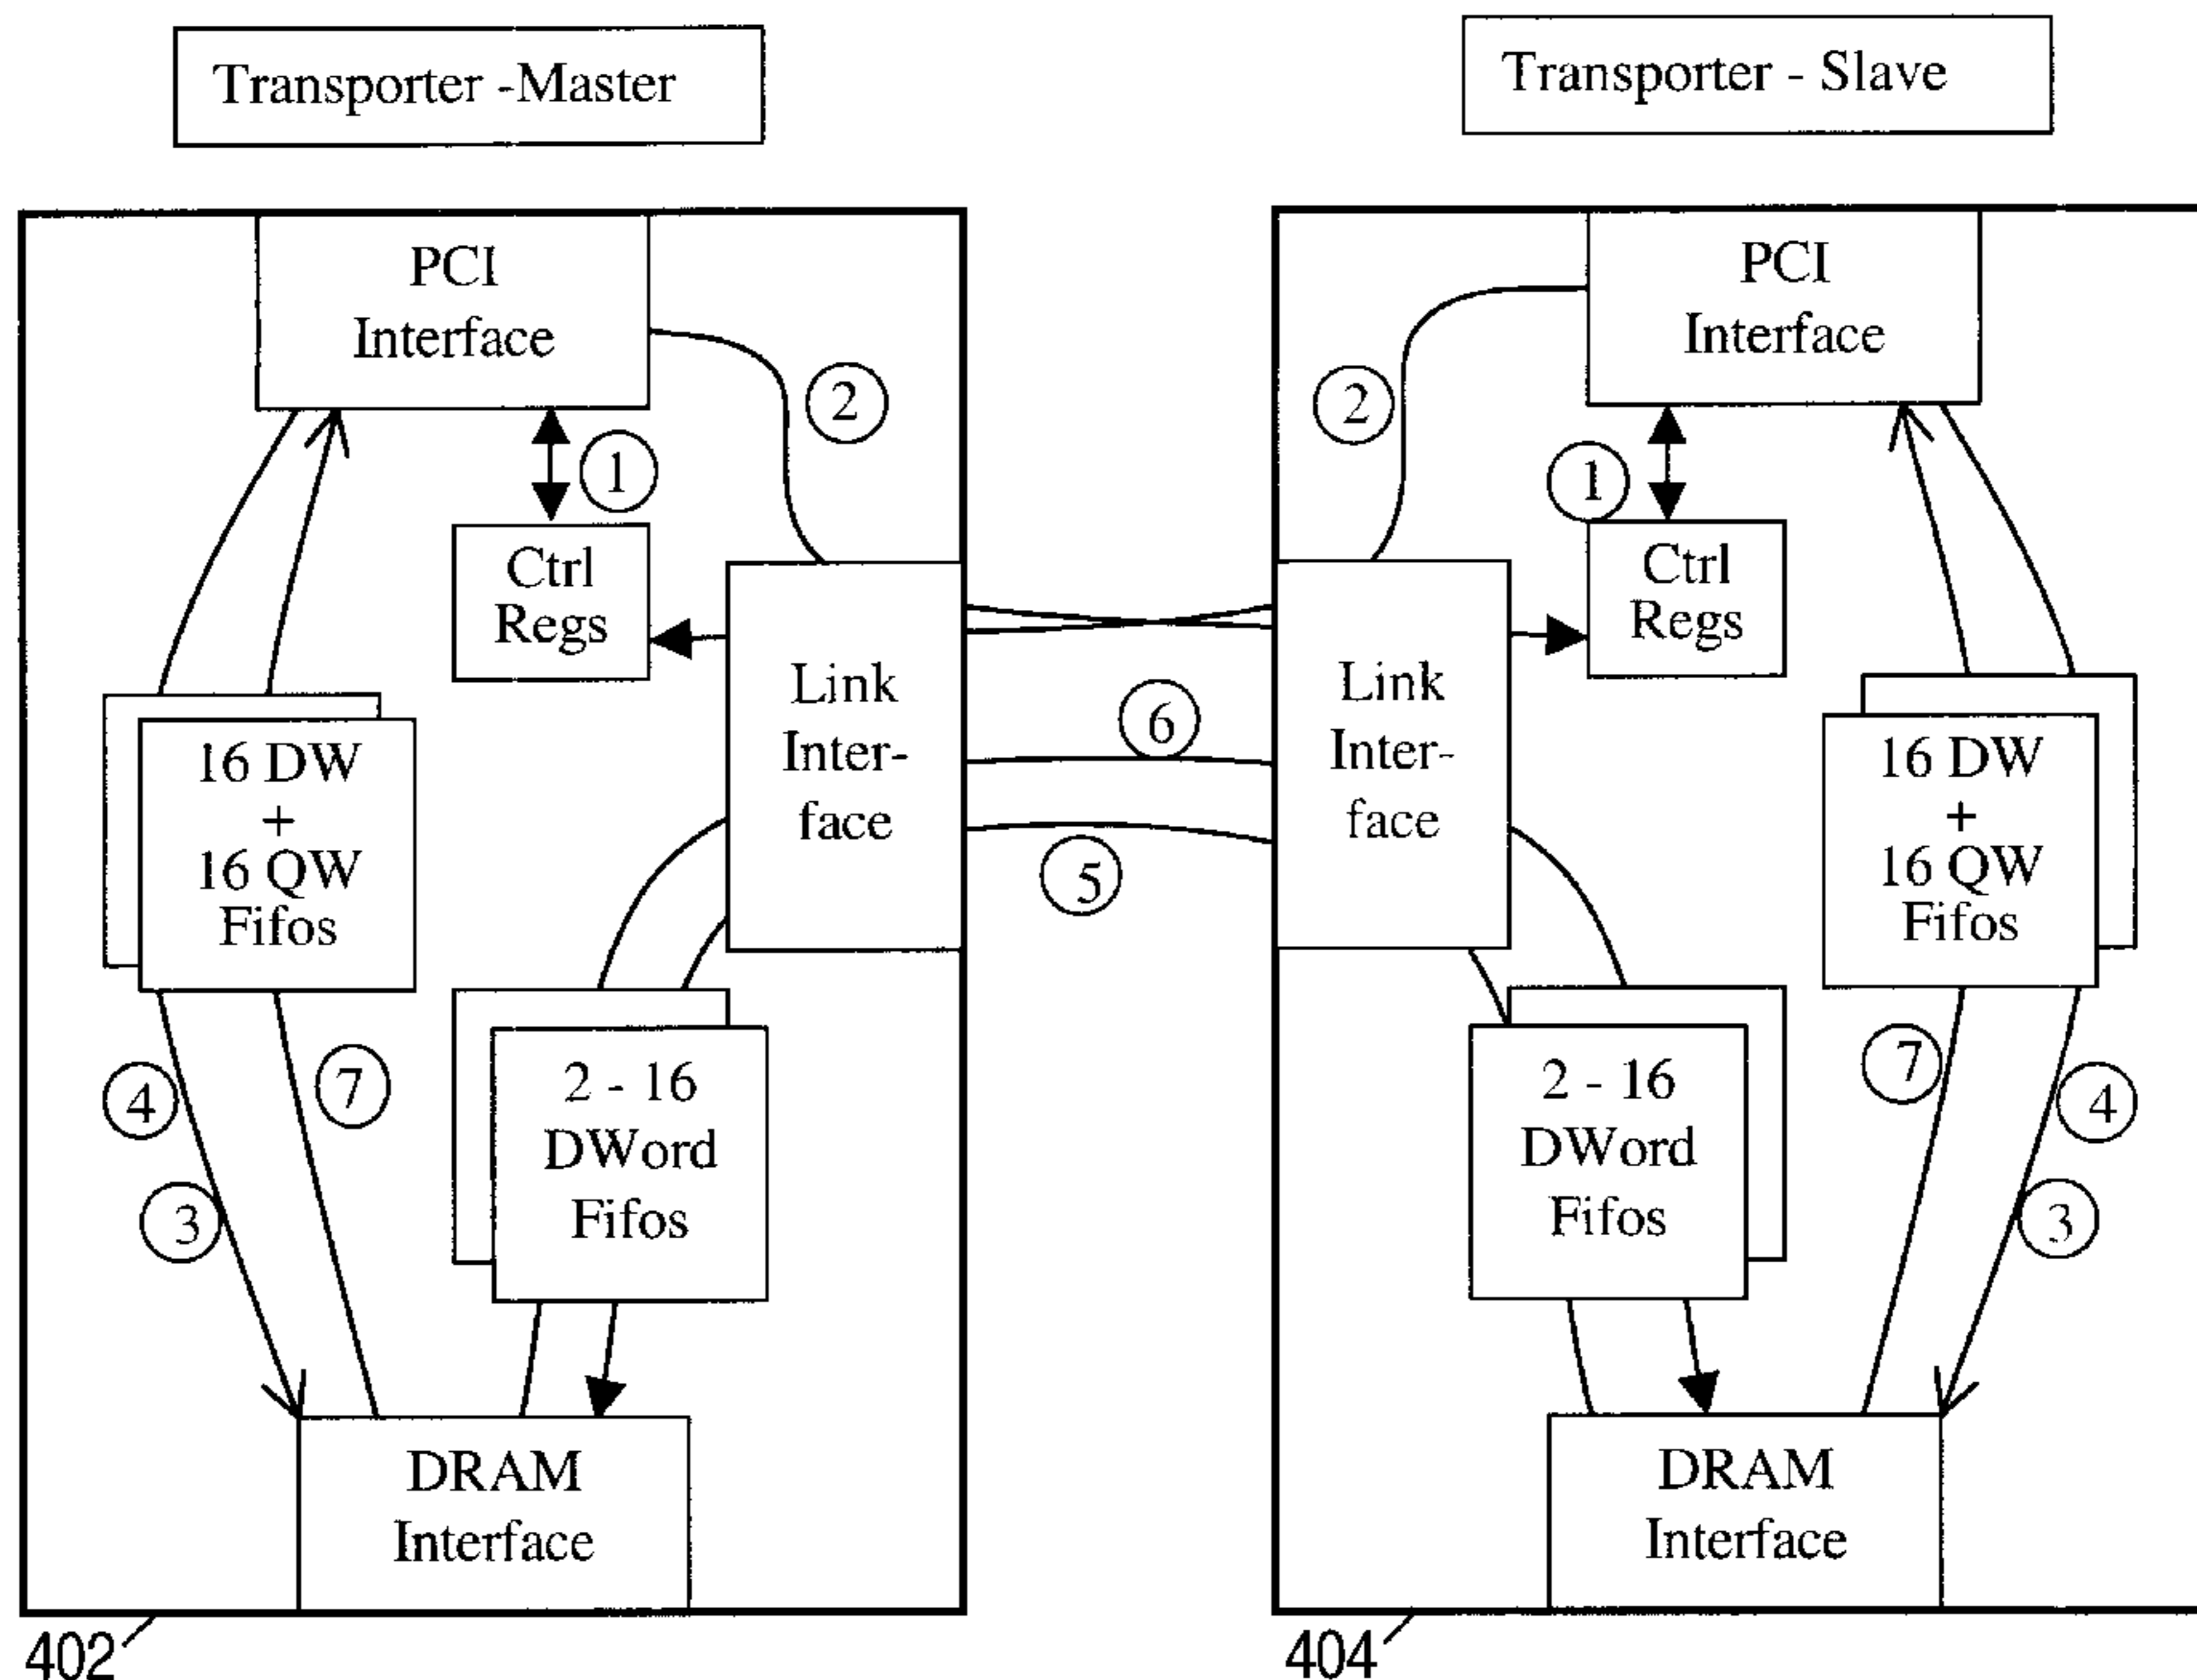 Transporter -Master
Transporter - Slave
PCI
Interface
2
1
Ctrl
Regs
Link
Inter-
face
16 DW
+
16 QW
Fifos
4
7
3
2 - 16
DWord
Fifos
DRAM
Interface
402
6
5
PCI
Interface
2
1
Ctrl
Regs
Link
Inter-
face
16 DW
+
16 QW
Fifos
7
4
3
2 - 16
DWord
Fifos
DRAM
Interface
404